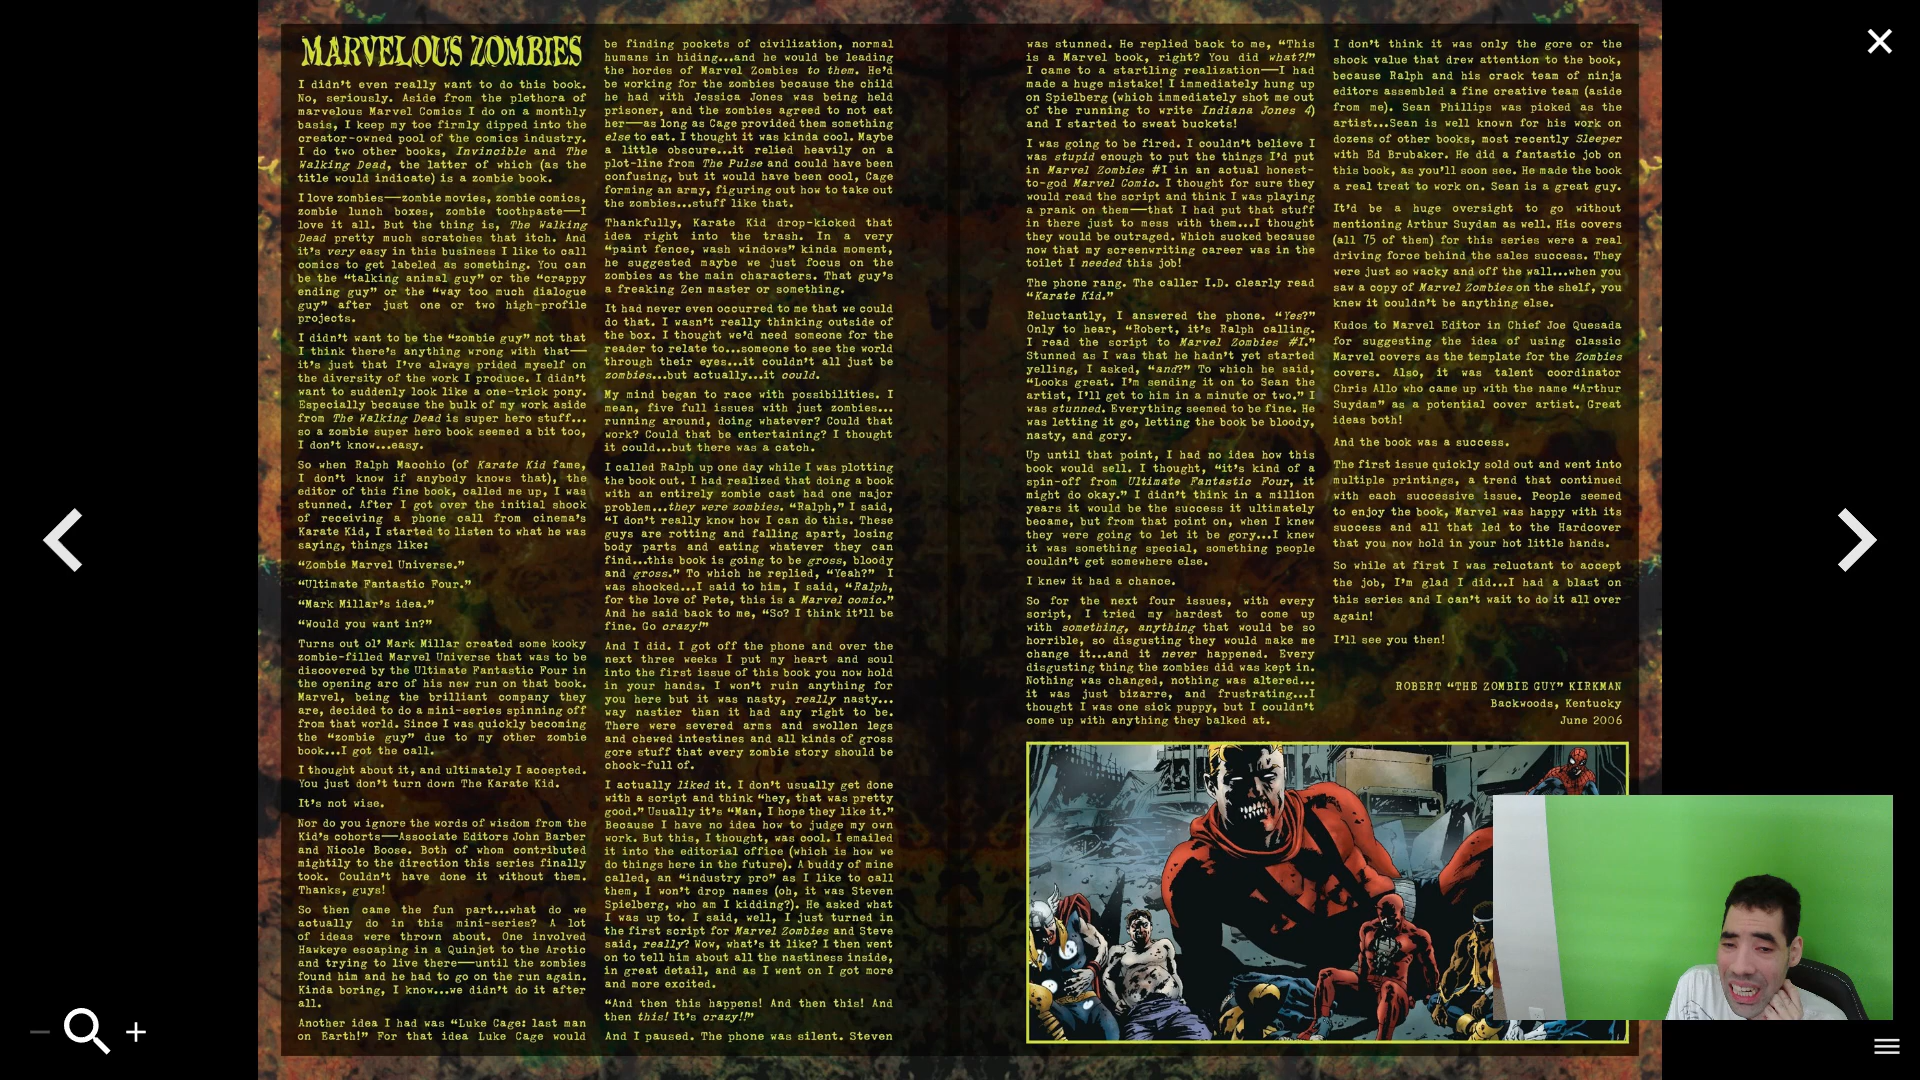 MARVELOUS ZOMBIES
I didn't even really want to do this book.
No, seriously. Aside from the plethora of
marvelous Marvel Comics I do on a monthly
basis, I keep my toe firmly dipped into the
creator-owned pool of the comics industry.
I do two other books, Invincible and The
Walking Dead, the latter of which (as the
title would indicate) is a zombie book.
I love zombies—zombie movies, zombie comics,
zombie lunch boxes, zombie toothpaste—I
love it all. But the thing is, The Walking
Dead pretty much scratches that itch. And
it's very easy in this business I like to call
comics to get labeled as something. You can
be the "talking animal guy" or the "crappy
ending guy" or the "way too much dialogue
guy" after just one or two high-profile
projects.
I didn't want to be the "zombie guy" not that
I think there's anything wrong with that—
it's just that I've always prided myself on
the diversity of the work I produce. I didn't
want to suddenly look like a one-trick pony.
Especially because the bulk of my work aside
from The Walking Dead is super hero stuff...
so a zombie super hero book seemed a bit too,
I don't know...easy.
So when Ralph Macchio (of Karate Kid fame,
I don't know if anybody knows that), the
editor of this fine book, called me up, I was
stunned. After I got over the initial shock
of receiving a phone call from cinema's
Karate Kid, I started to listen to what he was
saying, things like:
"Zombie Marvel Universe."
"Ultimate Fantastic Four."
"Mark Millar's idea."
"Would you want in?"
Turns out ol' Mark Millar created some kooky
zombie-filled Marvel Universe that was to be
discovered by the Ultimate Fantastic Four in
the opening arc of his new run on that book.
Marvel, being the brilliant company they
are, decided to do a mini-series spinning off
from that world. Since I was quickly becoming
the "zombie guy" due to my other zombie
book...I got the call.
I thought about it, and ultimately I accepted.
You just don't turn down The Karate Kid.
It's not wise.
Nor do you ignore the words of wisdom from the
Kid's cohorts—Associate Editors John Barber
and Nicole Boose. Both of whom contributed
mightily to the direction this series finally
took. Couldn't have done it without them.
Thanks, guys!
So then came the fun part...what do we
actually do in this mini-series? A lot
of ideas were thrown about. One involved
Hawkeye escaping in a Quinjet to the Arctic
and trying to live there—until the zombies
found him and he had to go on the run again.
Kinda boring, I know...we didn't do it after
all.
Another idea I had was "Luke Cage: last man
on Earth!" For that idea Luke Cage would
be finding pockets of civilization, normal
humans in hiding...and he would be leading
the hordes of Marvel Zombies to them. He'd
be working for the zombies because the child
he had with Jessica Jones was being held
prisoner, and the zombies agreed to not eat
her—as long as Cage provided them something
else to eat. I thought it was kinda cool. Maybe
a little obscure...it relied heavily on a
plot-line from The Pulse and could have been
confusing, but it would have been cool, Cage
forming an army, figuring out how to take out
the zombies...stuff like that.
Thankfully, Karate Kid drop-kicked that
idea right into the trash. In a very
"paint fence, wash windows" kinda moment,
he suggested maybe we just focus on the
zombies as the main characters. That guy's
a freaking Zen master or something.
It had never even occurred to me that we could
do that. I wasn't really thinking outside of
the box. I thought we'd need someone for the
reader to relate to...someone to see the world
through their eyes...it couldn't all just be
zombies...but actually...it could.
My mind began to race with possibilities. I
mean, five full issues with just zombies...
running around, doing whatever? Could that
work? Could that be entertaining? I thought
it could...but there was a catch.
I called Ralph up one day while I was plotting
the book out. I had realized that doing a book
with an entirely zombie cast had one major
problem...they were zombies. "Ralph," I said,
"I don't really know how I can do this. These
guys are rotting and falling apart, losing
body parts and eating whatever they can
find...this book is going to be gross, bloody
and gross." To which he replied, "Yeah?" I
was shocked...I said to him, I said, "Ralph,
for the love of Pete, this is a Marvel comic."
And he said back to me, "So? I think it'll be
fine. Go crazy!"
And I did. I got off the phone and over the
next three weeks I put my heart and soul
into the first issue of this book you now hold
in your hands. I won't ruin anything for
you here but it was nasty, really nasty...
way nastier than it had any right to be.
There were severed arms and swollen legs
and chewed intestines and all kinds of gross
gore stuff that every zombie story should be
chock-full of.
I actually liked it. I don't usually get done
with a script and think "hey, that was pretty
good." Usually it's "Man, I hope they like it."
Because I have no idea how to judge my own
work. But this, I thought, was cool. I emailed
it into the editorial office (which is how we
do things here in the future). A buddy of mine
called, an "industry pro" as I like to call
them, I won't drop names (oh, it was Steven
Spielberg, who am I kidding?). He asked what
I was up to. I said, well, I just turned in
the first script for Marvel Zombies and Steve
said, really? Wow, what's it like? I then went
on to tell him about all the nastiness inside,
in great detail, and as I went on I got more
and more excited.
"And then this happens! And then this! And
then this! It's crazy!!"
And I paused. The phone was silent. Steven
was stunned. He replied back to me, "This
is a Marvel book, right? You did what?!"
I came to a startling realization—I had
made a huge mistake! I immediately hung up
on Spielberg (which immediately shot me out
of the running to write Indiana Jones 4)
and I started to sweat buckets!
I was going to be fired. I couldn't believe I
was stupid enough to put the things I'd put
in Marvel Zombies #1 in an actual honest-
to-god Marvel Comic. I thought for sure they
would read the script and think I was playing
a prank on them—that I had put that stuff
in there just to mess with them...I thought
they would be outraged. Which sucked because
now that my screenwriting career was in the
toilet I needed this job!
The phone rang. The caller I.D. clearly read
"Karate Kid."
Reluctantly, I answered the phone. "Yes?"
Only to hear, "Robert, it's Ralph calling.
I read the script to Marvel Zombies #1."
Stunned as I was that he hadn't yet started
yelling, I asked, "and?" To which he said,
"Looks great. I'm sending it on to Sean the
artist, I'll get to him in a minute or two." I
was stunned. Everything seemed to be fine. He
was letting it go, letting the book be bloody,
nasty, and gory.
Up until that point, I had no idea how this
book would sell. I thought, "it's kind of a
spin-off from Ultimate Fantastic Four, it
might do okay." I didn't think in a million
years it would be the success it ultimately
became, but from that point on, when I knew
they were going to let it be gory...I knew
it was something special, something people
couldn't get somewhere else.
I knew it had a chance.
So for the next four issues, with every
script, I tried my hardest to come up
with something, anything that would be so
horrible, so disgusting they would make me
change it...and it never happened. Every
disgusting thing the zombies did was kept in.
Nothing was changed, nothing was altered...
it was just bizarre, and frustrating...I
thought I was one sick puppy, but I couldn't
come up with anything they balked at.
I don't think it was only the gore or the
shock value that drew attention to the book,
because Ralph and his crack team of ninja
editors assembled a fine creative team (aside
from me). Sean Phillips was picked as the
artist...Sean is well known for his work on
dozens of other books, most recently Sleeper
with Ed Brubaker. He did a fantastic job on
this book, as you'll soon see. He made the book
a real treat to work on. Sean is a great guy.
It'd be a huge oversight to go without
mentioning Arthur Suydam as well. His covers
(all 75 of them) for this series were a real
driving force behind the sales success. They
were just so wacky and off the wall...when you
saw a copy of Marvel Zombies on the shelf, you
knew it couldn't be anything else.
Kudos to Marvel Editor in Chief Joe Quesada
for suggesting the idea of using classic
Marvel covers as the template for the Zombies
covers. Also, it was talent coordinator
Chris Allo who came up with the name "Arthur
Suydam" as a potential cover artist. Great
ideas both!
And the book was a success.
The first issue quickly sold out and went into
multiple printings, a trend that continued
with each successive issue. People seemed
to enjoy the book, Marvel was happy with its
success and all that led to the Hardcover
that you now hold in your hot little hands.
So while at first I was reluctant to accept
the job, I'm glad I did...I had a blast on
this series and I can't wait to do it all over
again!
I'll see you then!
ROBERT "THE ZOMBIE GUY" KIRKMAN
Backwoods, Kentucky
June 2006